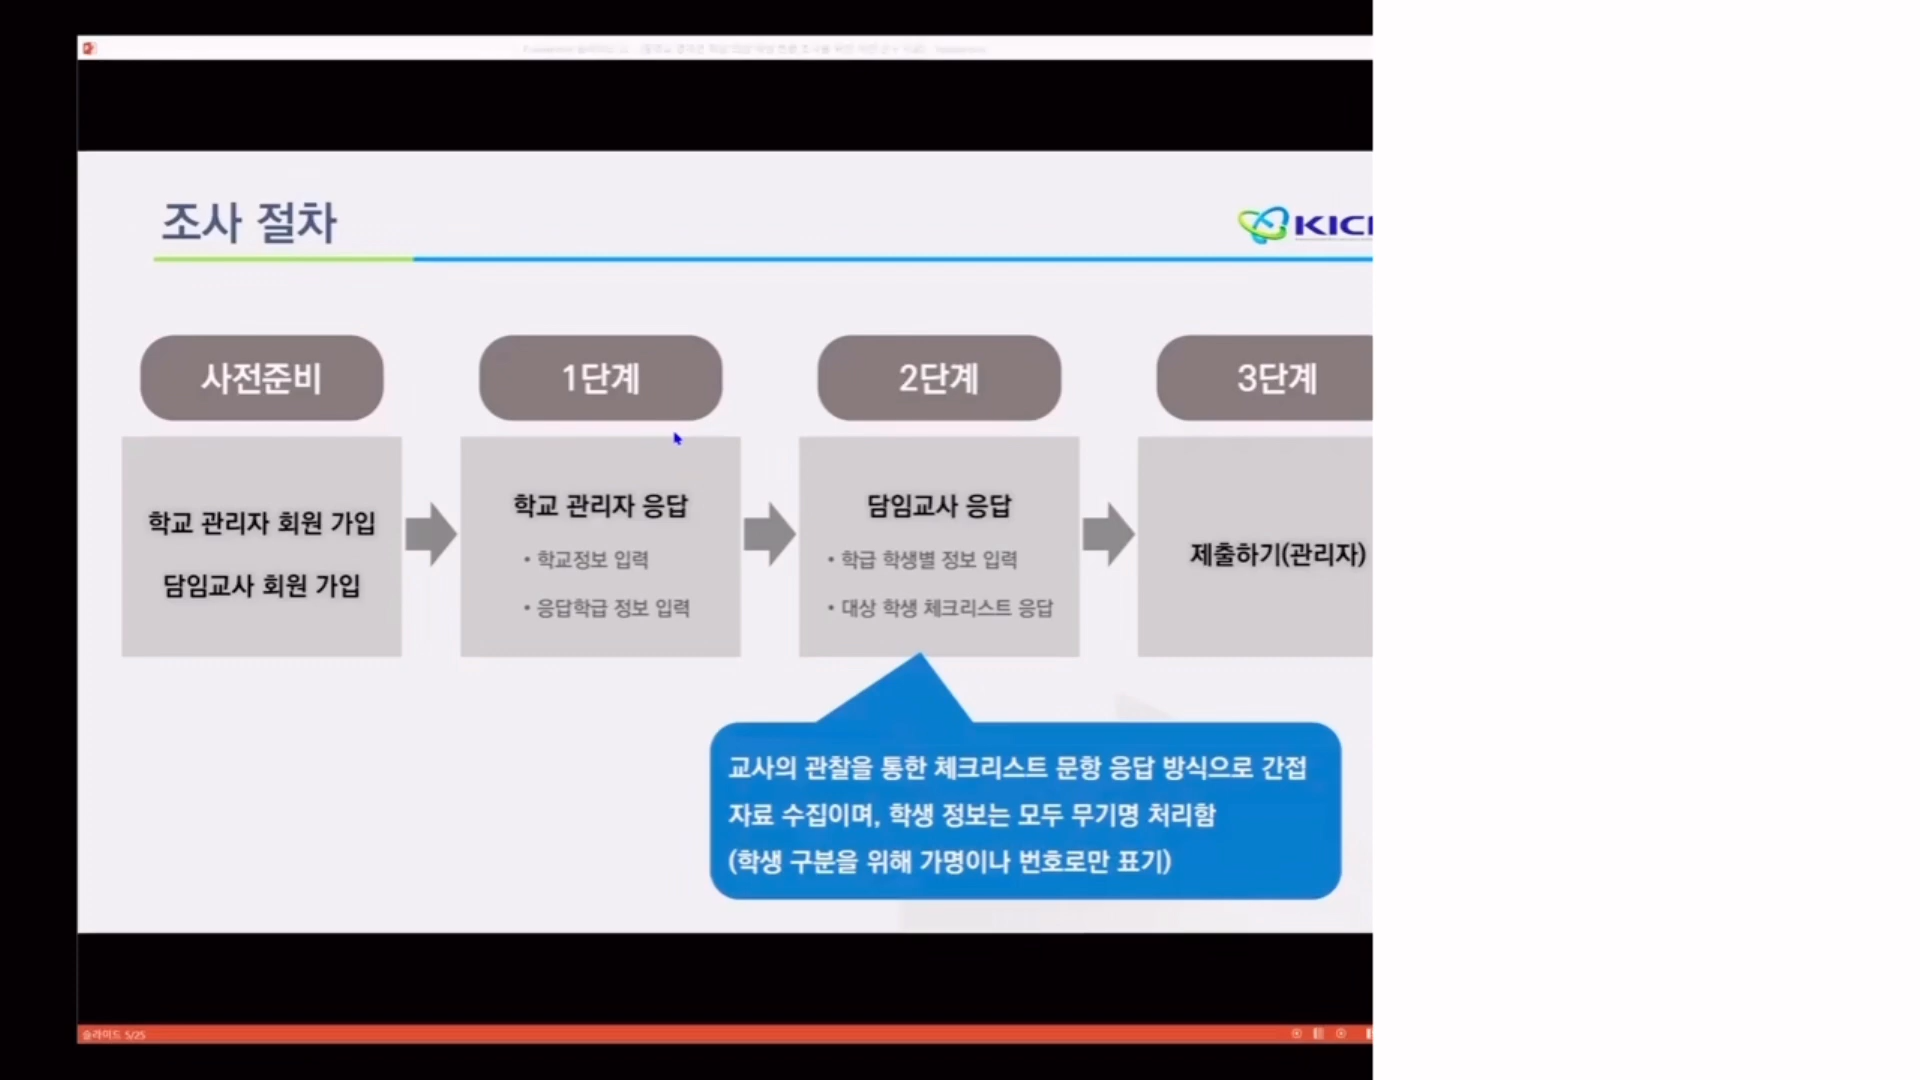 조사 절차
사전준비
1단계
2단계
3단계
학교 관리자 회원 가입
담임교사 회원 가입
학교 관리자 응답
• 학교정보 입력
• 응답학급 정보 입력
담임교사 응답
• 학급 학생별 정보 입력
• 대상 학생 체크리스트 응답
제출하기(관리자)
교사의 관찰을 통한 체크리스트 문항 응답 방식으로 간접
자료 수집이며, 학생 정보는 모두 무기명 처리함
(학생 구분을 위해 가명이나 번호로만 표기)
슬라이드 5/25